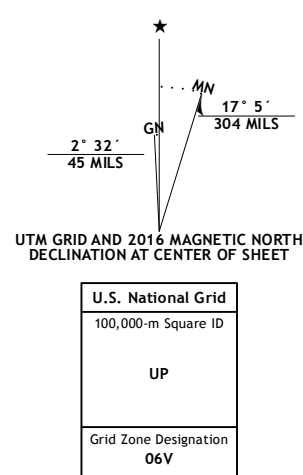 ★
MN
GN
17° 5´
304 MILS
2° 32´
45 MILS
UTM GRID AND 2016 MAGNETIC NORTH
DECLINATION AT CENTER OF SHEET
U.S. National Grid
100,000-m Square ID
UP
Grid Zone Designation
06V